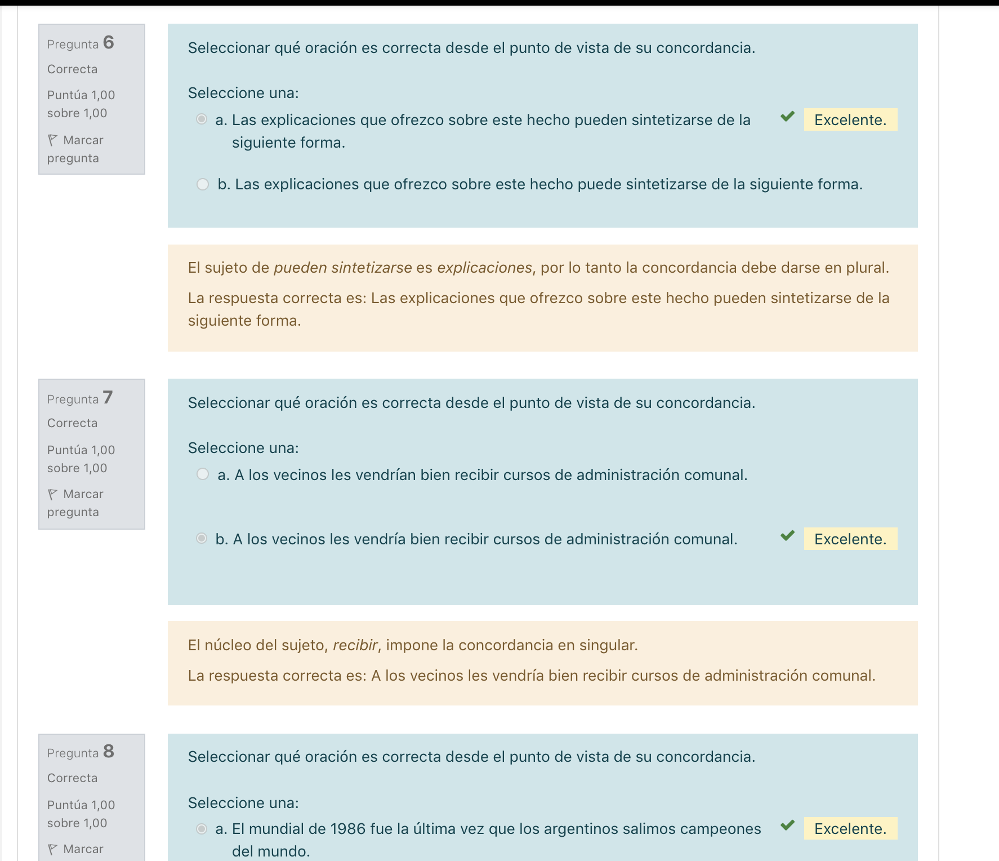 Pregunta 6
Correcta
Puntúa 1,00
sobre 1,00
Marcar
pregunta
Seleccionar qué oración es correcta desde el punto de vista de su concordancia.
Seleccione una:
a. Las explicaciones que ofrezco sobre este hecho pueden sintetizarse de la
siguiente forma.
Excelente.
b. Las explicaciones que ofrezco sobre este hecho puede sintetizarse de la siguiente forma.
El sujeto de pueden sintetizarse es explicaciones, por lo tanto la concordancia debe darse en plural.
La respuesta correcta es: Las explicaciones que ofrezco sobre este hecho pueden sintetizarse de la
siguiente forma.
Pregunta 7
Correcta
Puntúa 1,00
sobre 1,00
Marcar
pregunta
Seleccionar qué oración es correcta desde el punto de vista de su concordancia.
Seleccione una:
a. A los vecinos les vendrían bien recibir cursos de administración comunal.
b. A los vecinos les vendría bien recibir cursos de administración comunal.
Excelente.
El núcleo del sujeto, recibir, impone la concordancia en singular.
La respuesta correcta es: A los vecinos les vendría bien recibir cursos de administración comunal.
Pregunta 8
Correcta
Puntúa 1,00
sobre 1,00
Marcar
Seleccionar qué oración es correcta desde el punto de vista de su concordancia.
Seleccione una:
a. El mundial de 1986 fue la última vez que los argentinos salimos campeones
del mundo.
Excelente.